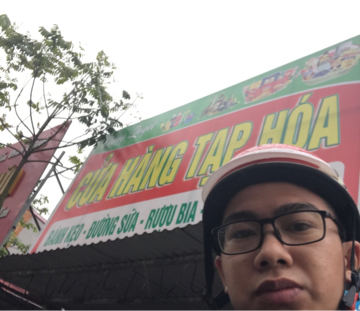 CỬA HÀNG TẠP HÓA
BÁNH KẸO - ĐƯỜNG SỮA - RƯỢU BIA